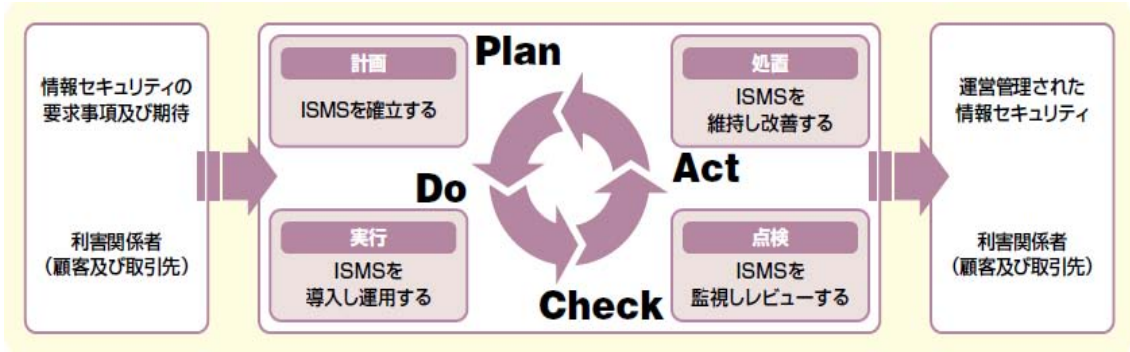 情報セキュリティの
要求事項及び期待
利害関係者
（顧客及び取引先）
計画
ISMSを確立する
Plan
処置
ISMSを
維持し改善する
Act
Do
実行
ISMSを
導入し運用する
Check
点検
ISMSを
監視しレビューする
運営管理された
情報セキュリティ
利害関係者
（顧客及び取引先）